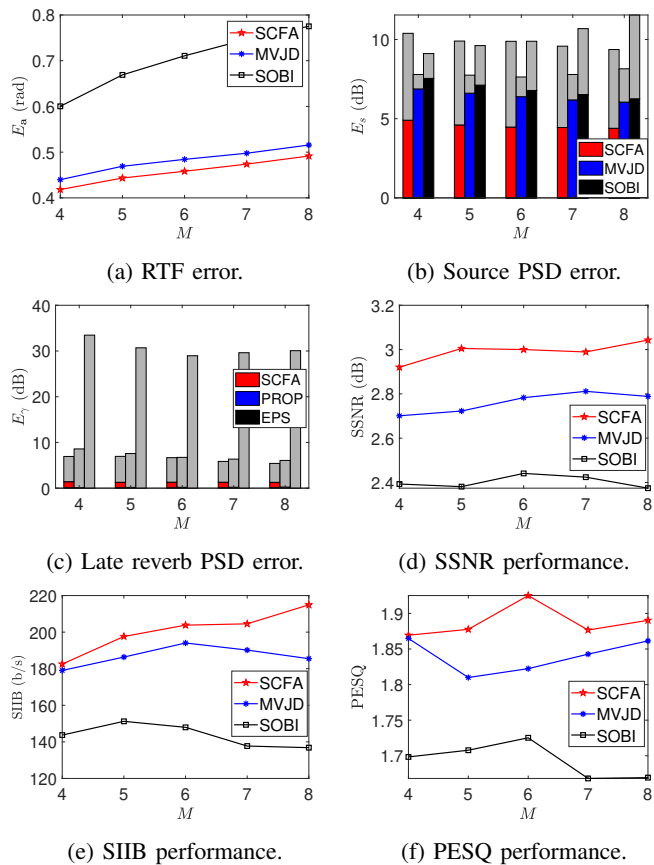 0.8
0.7
0.6
0.5
0.4
E_a (rad)
4 5 6 7 8
M
SCFA
MVJD
SOBI
(a) RTF error.
10
5
0
E_s (dB)
4 5 6 7 8
M
SCFA
MVJD
SOBI
(b) Source PSD error.
40
30
20
10
0
E_γ (dB)
4 5 6 7 8
M
SCFA
PROP
EPS
(c) Late reverb PSD error.
3.2
3
2.8
2.6
2.4
SSNR (dB)
4 5 6 7 8
M
SCFA
MVJD
SOBI
(d) SSNR performance.
220
200
180
160
140
120
SIIB (b/s)
4 5 6 7 8
M
SCFA
MVJD
SOBI
(e) SIIB performance.
1.9
1.85
1.8
1.75
1.7
PESQ
4 5 6 7 8
M
SCFA
MVJD
SOBI
(f) PESQ performance.